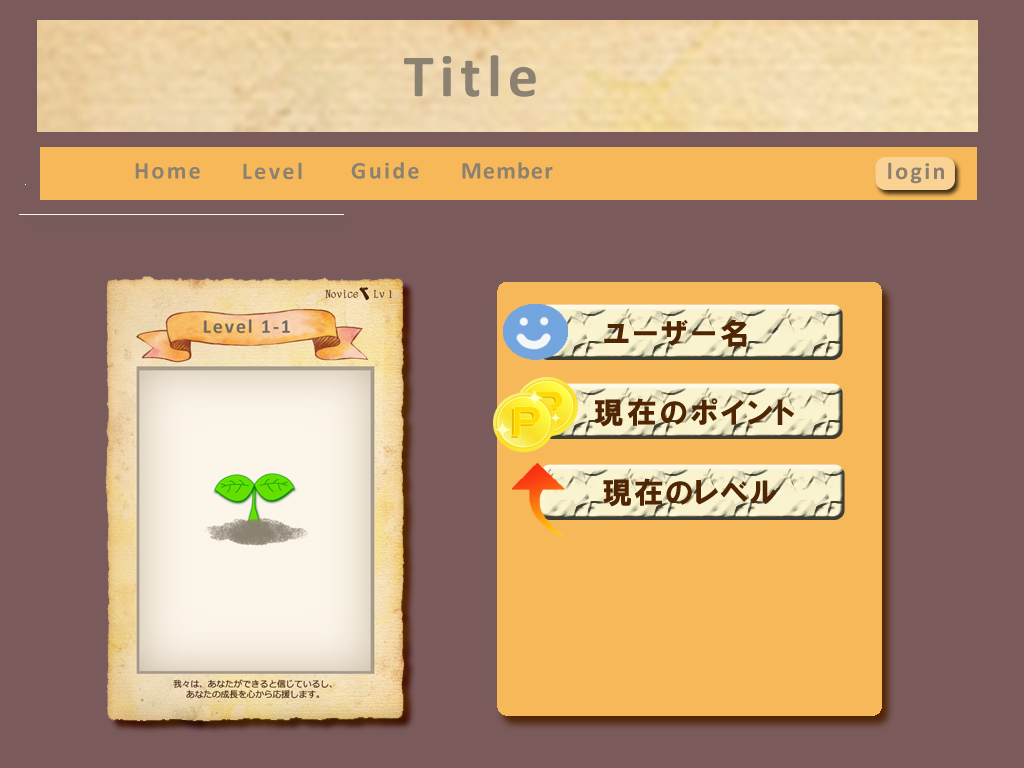 Title
Home Level Guide Member login
Novice Lv 1
Level 1-1
我々は、あなたができると信じているし、
あなたの成長を心から応援します。
ユーザー名
P P
現在のポイント
現在のレベル